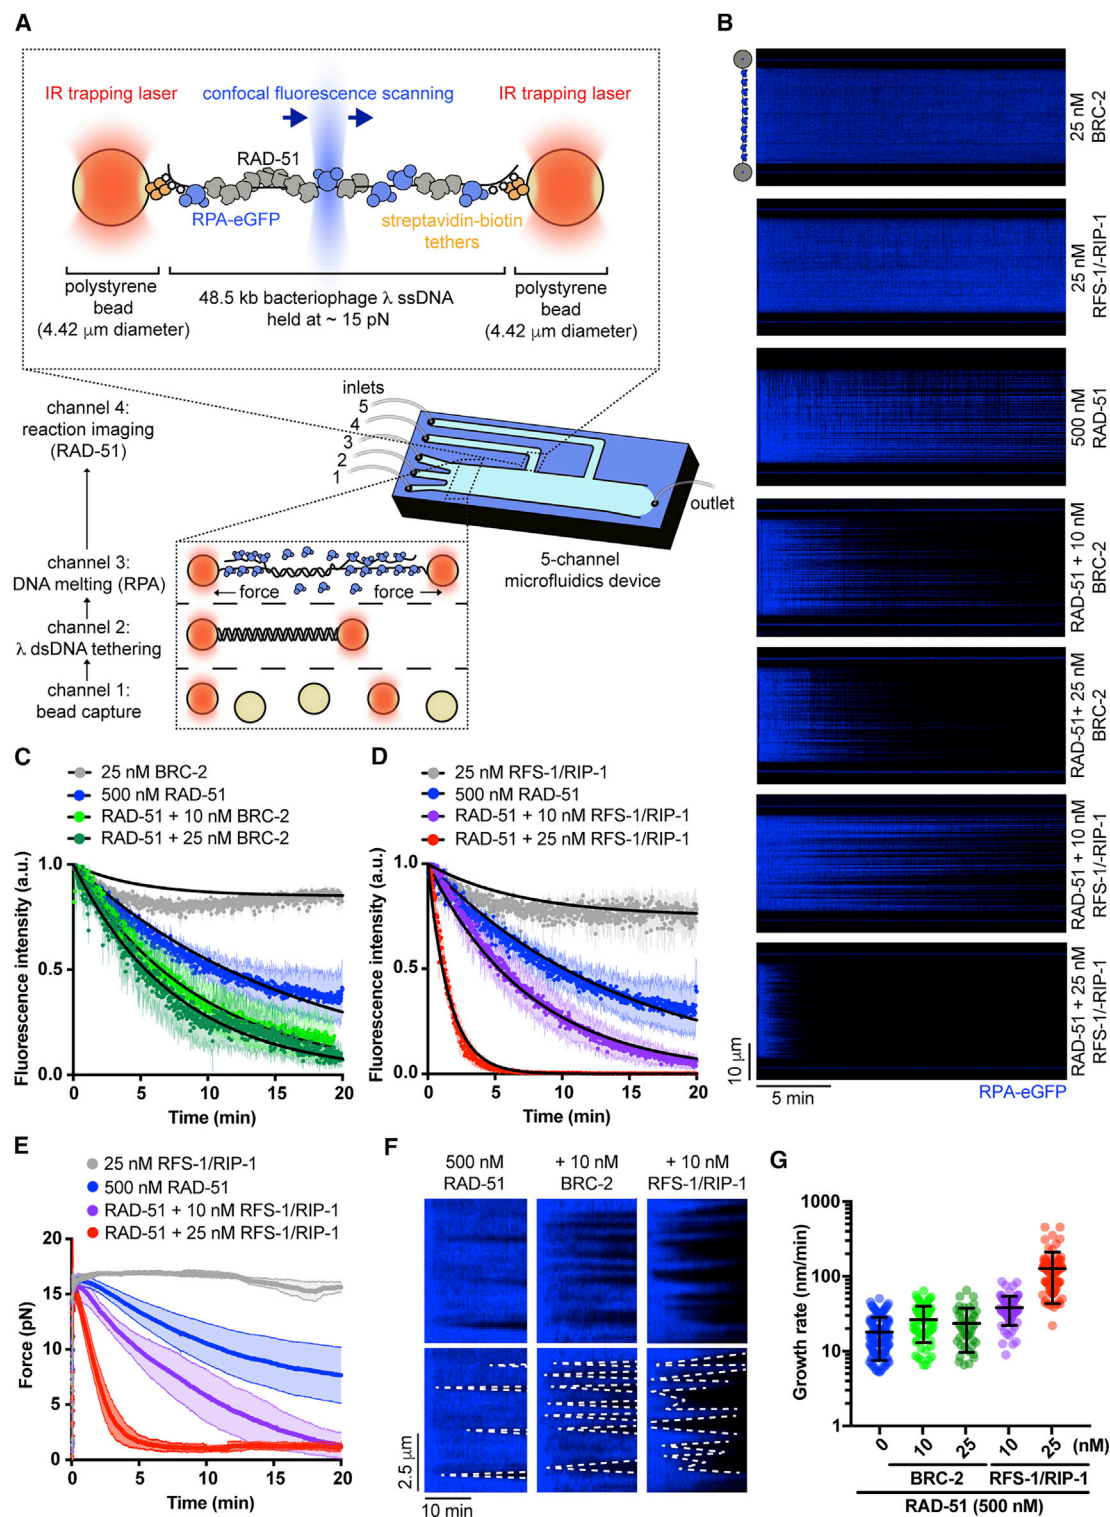 A
IR trapping laser
confocal fluorescence scanning
IR trapping laser
RAD-51
RPA-eGFP
streptavidin-biotin
tethers
polystyrene
bead
(4.42 μm diameter)
48.5 kb bacteriophage λ ssDNA
held at ~ 15 pN
polystyrene
bead
(4.42 μm diameter)
channel 4:
reaction imaging
(RAD-51)
channel 3:
DNA melting (RPA)
channel 2:
λ dsDNA tethering
channel 1:
bead capture
inlets
5
4
3
2
1
outlet
5-channel
microfluidics device
force
force
B
25 nM
BRC-2
25 nM
RFS-1/-RIP-1
500 nM
RAD-51
RAD-51 + 10 nM
BRC-2
RAD-51+ 25 nM
BRC-2
RAD-51 + 10 nM
RFS-1/-RIP-1
RAD-51 + 25 nM
RFS-1/-RIP-1
10 μm
5 min
RPA-eGFP
C
25 nM BRC-2
500 nM RAD-51
RAD-51 + 10 nM BRC-2
RAD-51 + 25 nM BRC-2
Fluorescence intensity (a.u.)
1.0
0.5
0.0
0 5 10 15 20
Time (min)
D
25 nM RFS-1/RIP-1
500 nM RAD-51
RAD-51 + 10 nM RFS-1/RIP-1
RAD-51 + 25 nM RFS-1/RIP-1
Fluorescence intensity (a.u.)
1.0
0.5
0.0
0 5 10 15 20
Time (min)
E
25 nM RFS-1/RIP-1
500 nM RAD-51
RAD-51 + 10 nM RFS-1/RIP-1
RAD-51 + 25 nM RFS-1/RIP-1
Force (pN)
20
15
10
5
0
0 5 10 15 20
Time (min)
F
500 nM
RAD-51
+ 10 nM
BRC-2
+ 10 nM
RFS-1/RIP-1
2.5 μm
10 min
G
Growth rate (nm/min)
1000
100
10
1
0 10 25 10 25 (nM)
BRC-2 RFS-1/RIP-1
RAD-51 (500 nM)